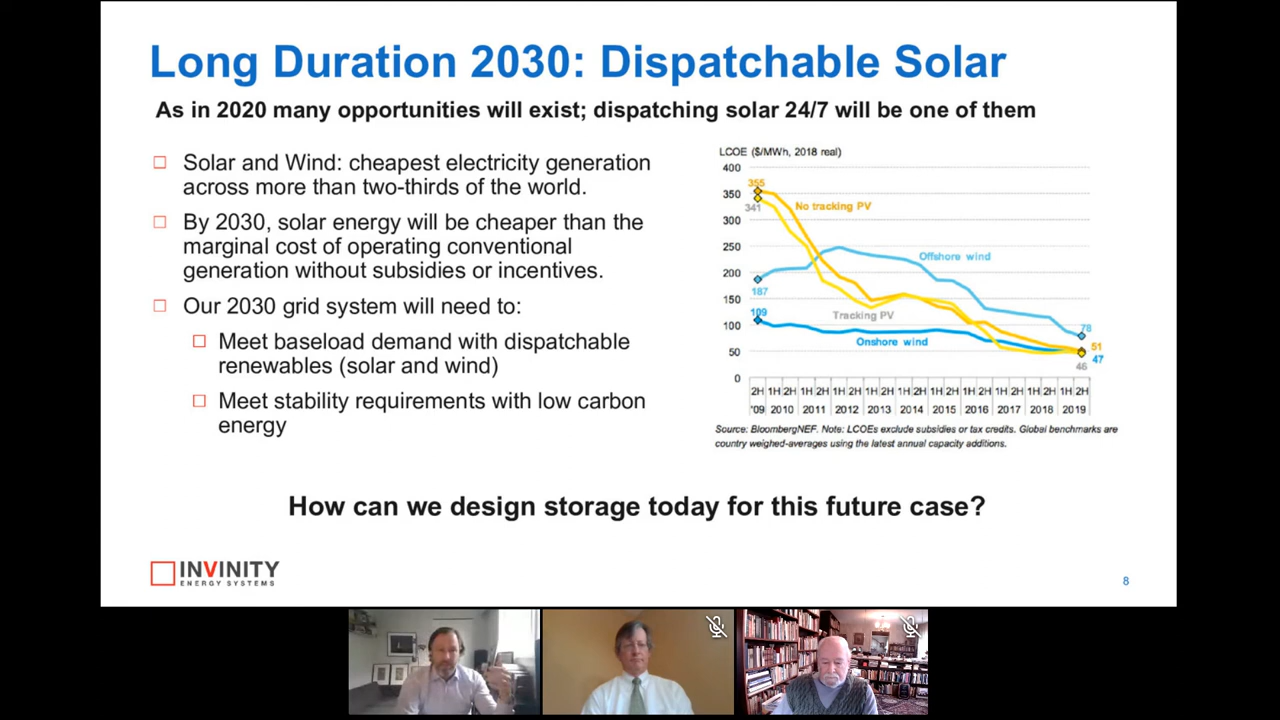 Long Duration 2030: Dispatchable Solar
As in 2020 many opportunities will exist; dispatching solar 24/7 will be one of them
Solar and Wind: cheapest electricity generation
across more than two-thirds of the world.
By 2030, solar energy will be cheaper than the
marginal cost of operating conventional
generation without subsidies or incentives.
Our 2030 grid system will need to:
Meet baseload demand with dispatchable
renewables (solar and wind)
Meet stability requirements with low carbon
energy
LCOE ($/MWh, 2018 real)
400
350
300
250
200
150
100
50
0
355
341
187
109
No tracking PV
Offshore wind
Tracking PV
Onshore wind
78
51
47
46
2H 1H 2H 1H 2H 1H 2H 1H 2H 1H 2H 1H 2H 1H 2H 1H 2H 1H 2H 1H 2H
'09 2010 2011 2012 2013 2014 2015 2016 2017 2018 2019
Source: BloombergNEF. Note: LCOEs exclude subsidies or tax credits. Global benchmarks are
country weighed-averages using the latest annual capacity additions.
How can we design storage today for this future case?
INVINITY
ENERGY SYSTEMS
8